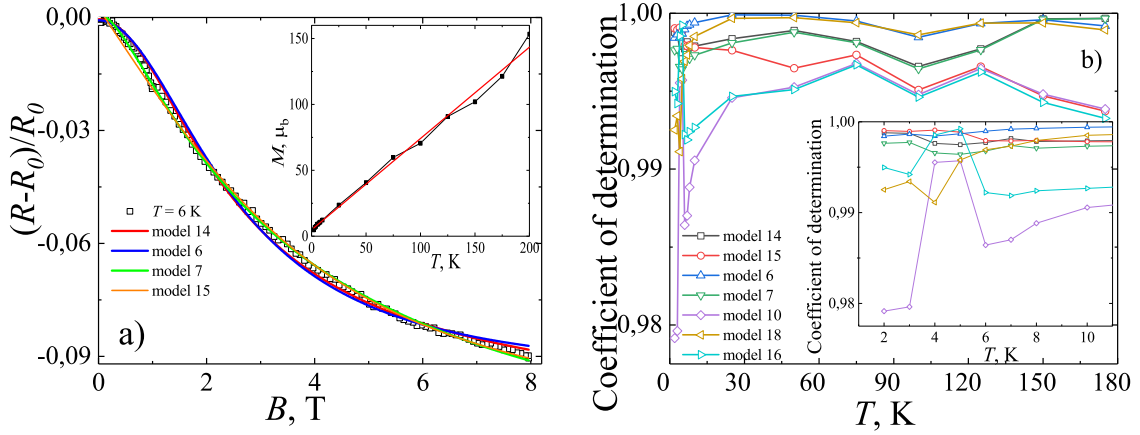 0.00
-0.03
-0.06
-0.09
(R-R0)/R0
T = 6 K
model 14
model 6
model 7
model 15
a)
0
2
4
6
8
B, T
150
100
50
0
M, μb
0
25
50
75
100
125
150
175
200
T, K
1,00
0,99
0,98
Coefficient of determination
b)
model 14
model 15
model 6
model 7
model 10
model 18
model 16
0
30
60
90
120
150
180
T, K
1,00
0,99
0,98
Coefficient of determination
2
4
6
8
10
T, K